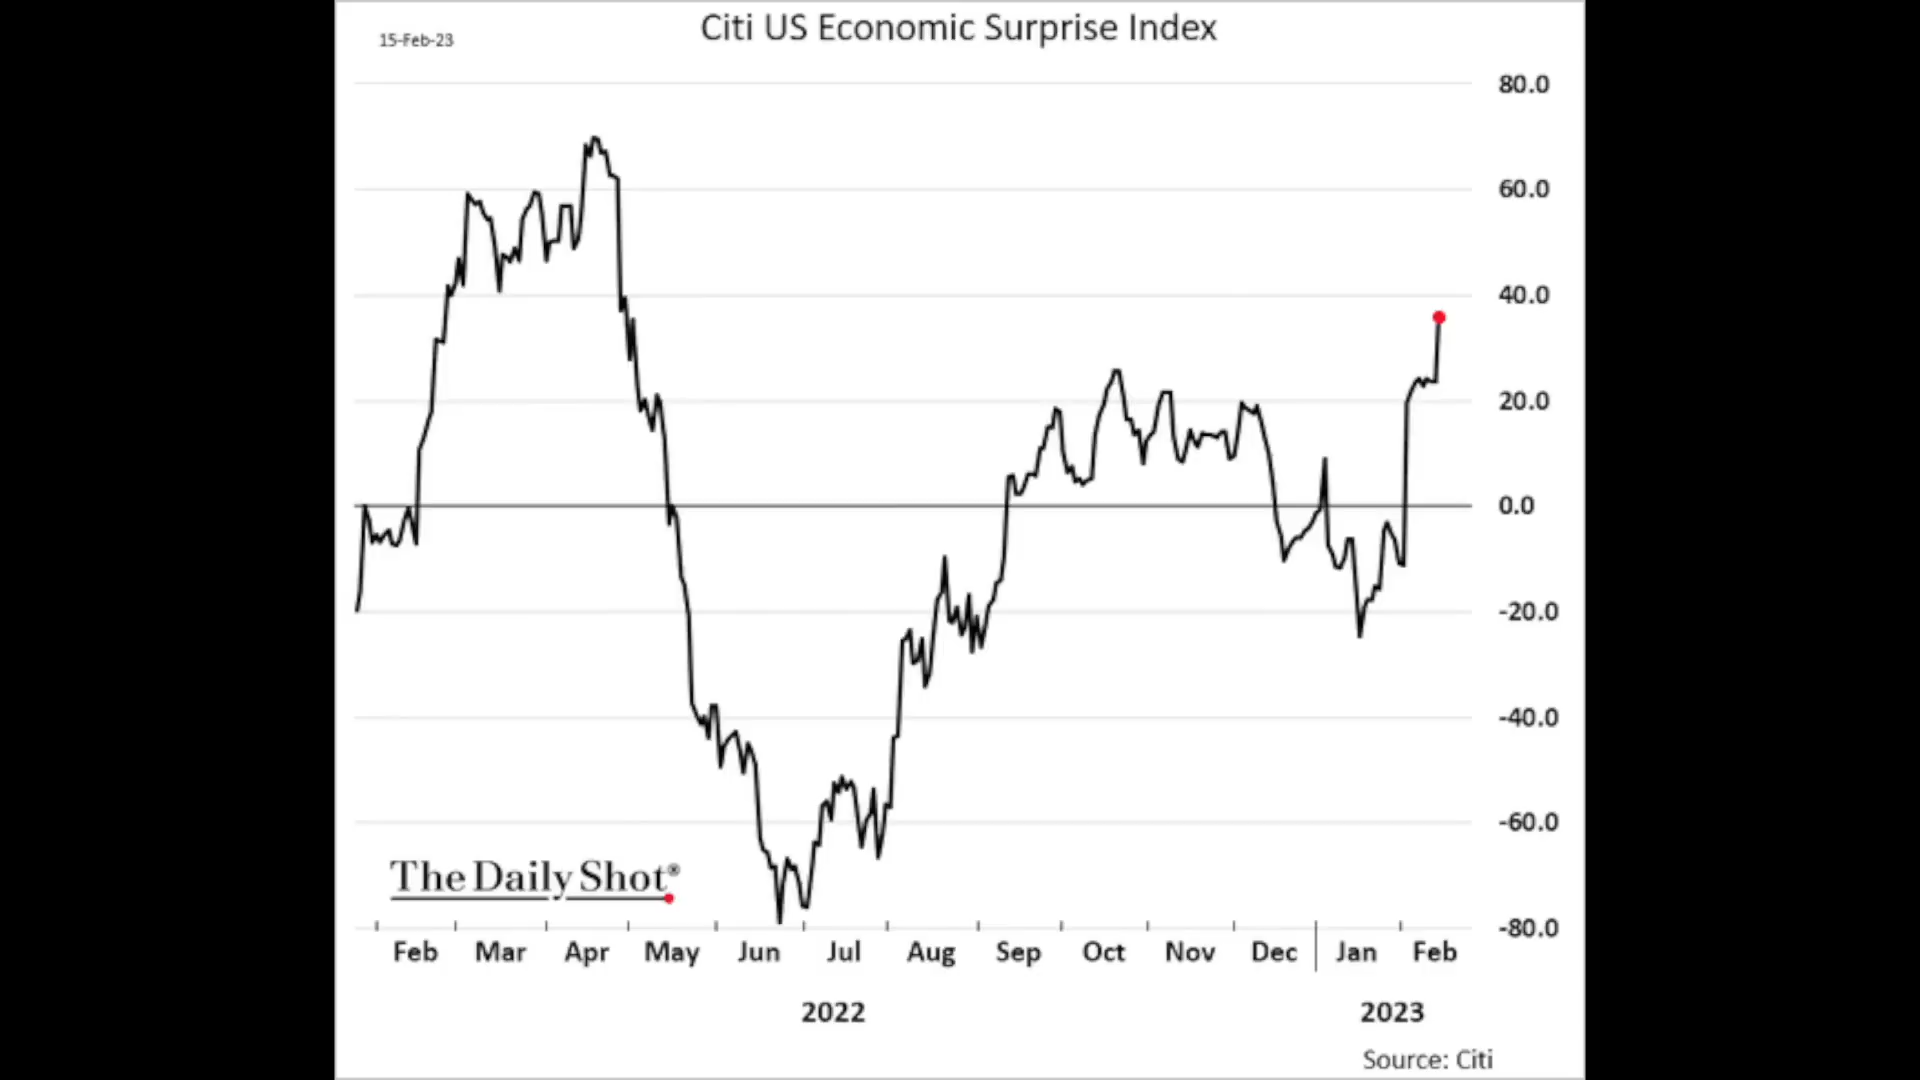 Citi US Economic Surprise Index
15-Feb-23
80.0
60.0
40.0
20.0
0.0
-20.0
-40.0
-60.0
-80.0
The Daily Shot®
Feb Mar Apr May Jun Jul Aug Sep Oct Nov Dec Jan Feb
2022 2023
Source: Citi